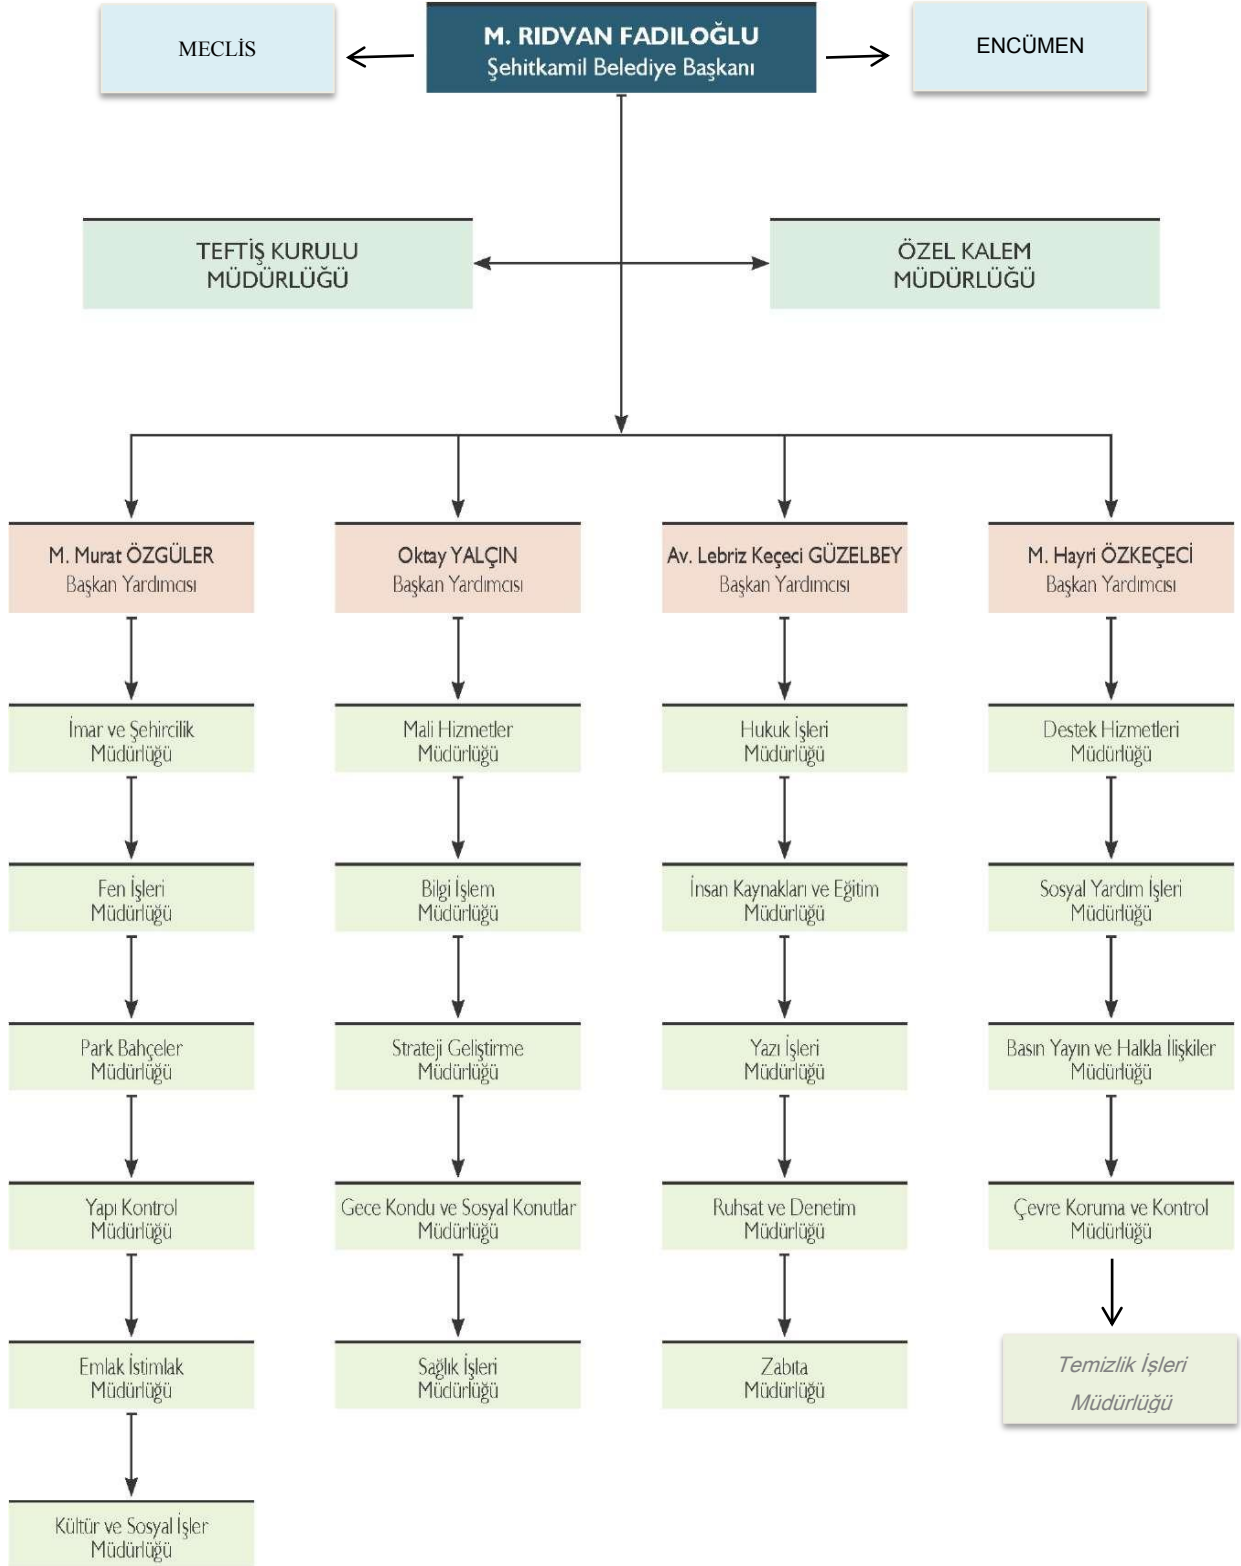 MECLİS
M. RIDVAN FADILOĞLU
Şehitkamil Belediye Başkanı
ENCÜMEN
TEFTİŞ KURULU
MÜDÜRLÜĞÜ
ÖZEL KALEM
MÜDÜRLÜĞÜ
M. Murat ÖZGÜLER
Başkan Yardımcısı
Oktay YALÇIN
Başkan Yardımcısı
Av. Lebriz Keçeci GÜZELBEY
Başkan Yardımcısı
M. Hayri ÖZKEÇECİ
Başkan Yardımcısı
İmar ve Şehircilik
Müdürlüğü
Mali Hizmetler
Müdürlüğü
Hukuk İşleri
Müdürlüğü
Destek Hizmetleri
Müdürlüğü
Fen İşleri
Müdürlüğü
Bilgi İşlem
Müdürlüğü
İnsan Kaynakları ve Eğitim
Müdürlüğü
Sosyal Yardım İşleri
Müdürlüğü
Park Bahçeler
Müdürlüğü
Strateji Geliştirme
Müdürlüğü
Yazı İşleri
Müdürlüğü
Basın Yayın ve Halkla İlişkiler
Müdürlüğü
Yapı Kontrol
Müdürlüğü
Gece Kondu ve Sosyal Konutlar
Müdürlüğü
Ruhsat ve Denetim
Müdürlüğü
Çevre Koruma ve Kontrol
Müdürlüğü
Emlak İstimlak
Müdürlüğü
Sağlık İşleri
Müdürlüğü
Zabıta
Müdürlüğü
Temizlik İşleri
Müdürlüğü
Kültür ve Sosyal İşler
Müdürlüğü